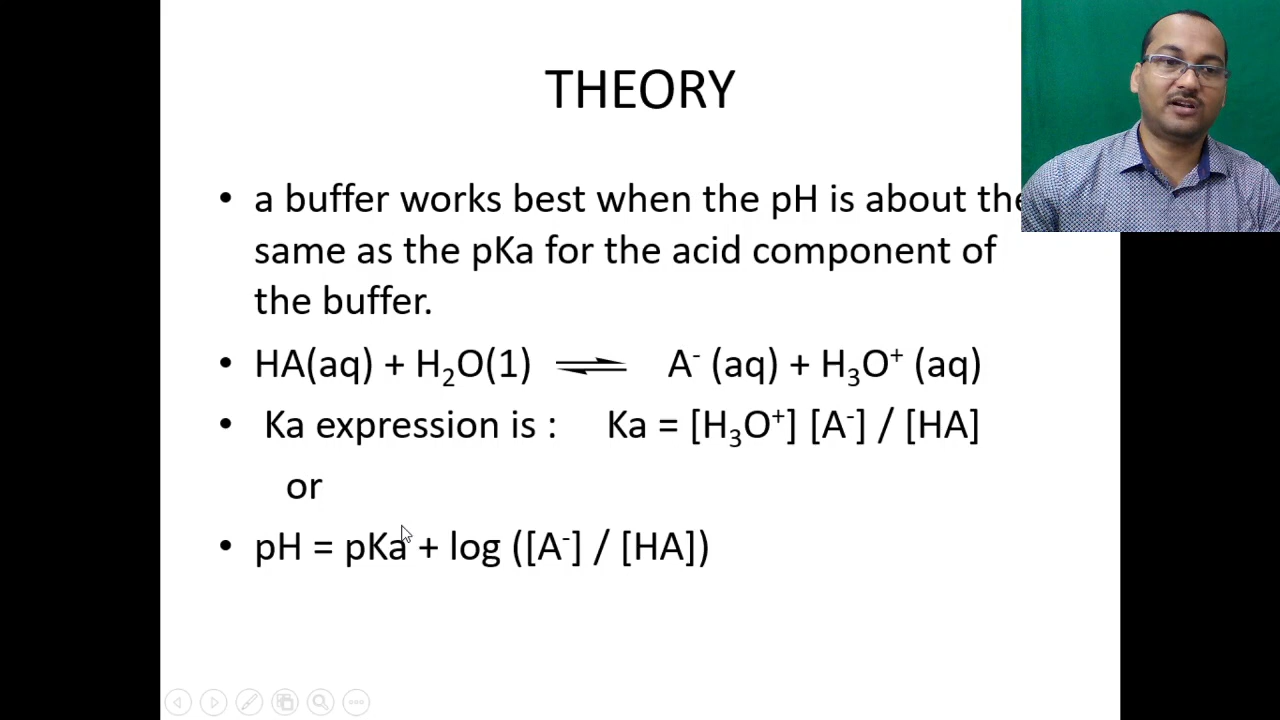 THEORY
• a buffer works best when the pH is about the
same as the pKa for the acid component of
the buffer.
• HA(aq) + H₂O(1) ⇌ A⁻ (aq) + H₃O⁺ (aq)
• Ka expression is : Ka = [H₃O⁺] [A⁻] / [HA]
or
• pH = pKa + log ([A⁻] / [HA])